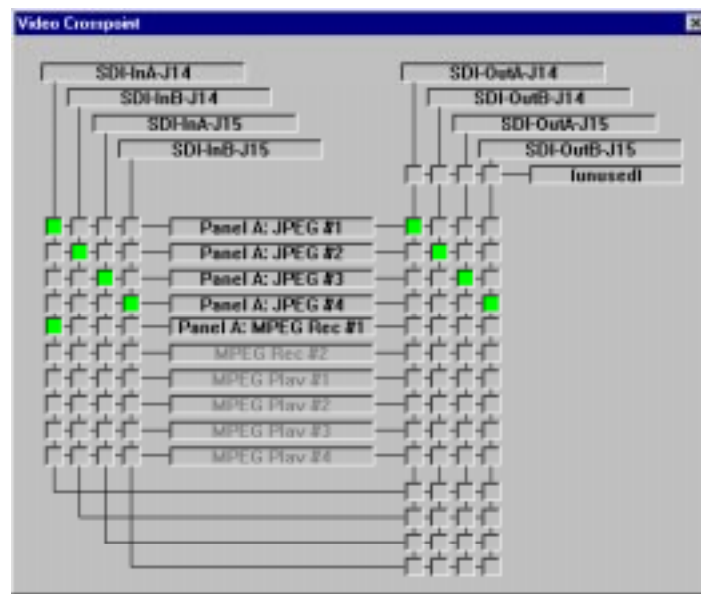 Video Crosspoint
SDI-InA-J14
SDI-OutA-J14
SDI-InB-J14
SDI-OutB-J14
SDI-InA-J15
SDI-OutA-J15
SDI-InB-J15
SDI-OutB-J15
[unused]
Panel A: JPEG #1
Panel A: JPEG #2
Panel A: JPEG #3
Panel A: JPEG #4
Panel A: MPEG Rec #1
MPEG Rec #2
MPEG Play #1
MPEG Play #2
MPEG Play #3
MPEG Play #4